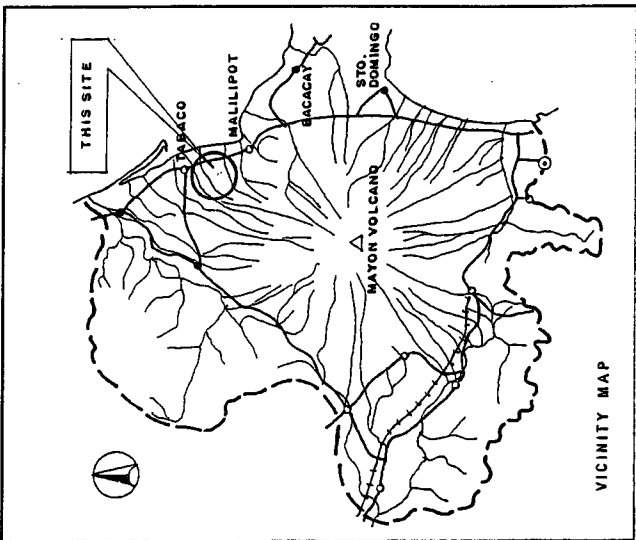 THIS SITE
TABACO
MALILIPOT
BACACAY
STO.
DOMINGO
MAYON VOLCANO
VICINITY MAP